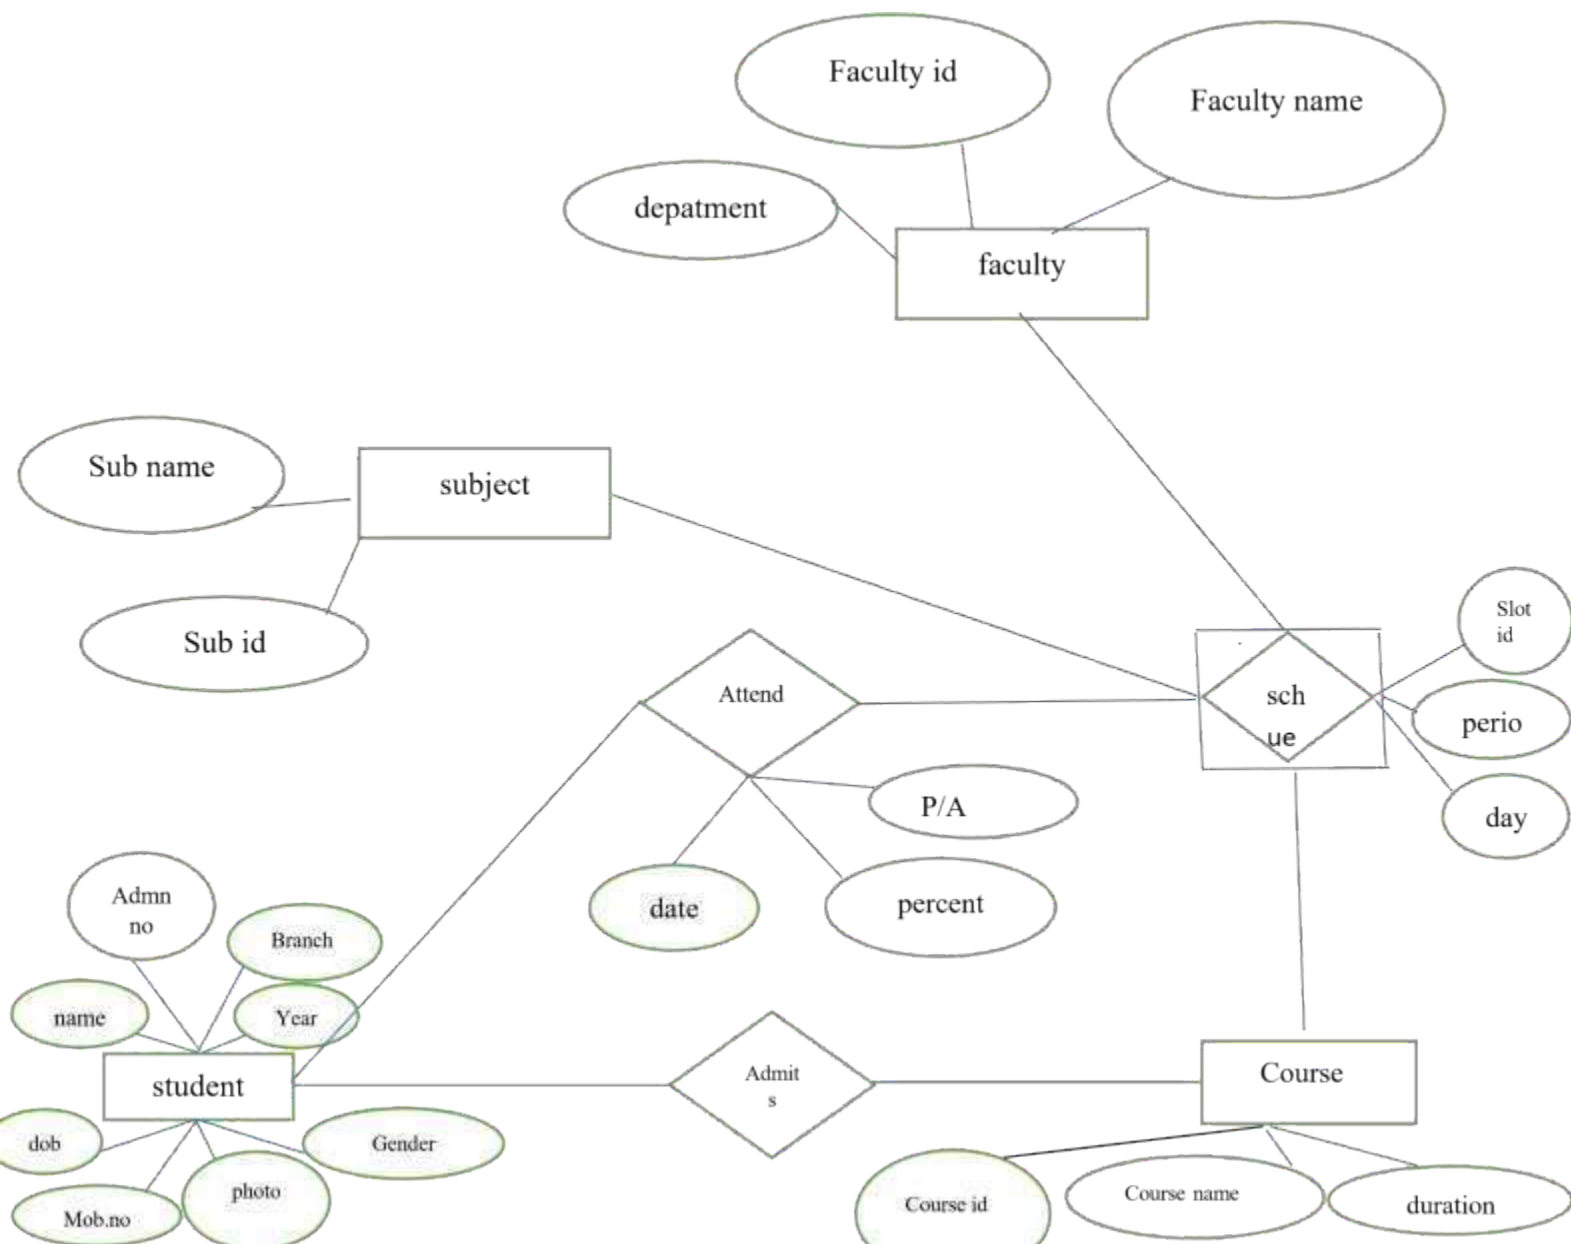 Faculty id
Faculty name
depatment
faculty
Sub name
subject
Sub id
Slot
id
Attend
sch
ue
perio
P/A
day
Admn
no
date
percent
Branch
name
Year
student
Admit
s
Course
dob
Gender
photo
Mob.no
Course id
Course name
duration